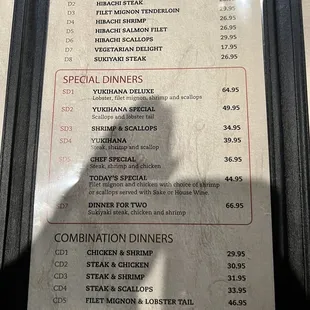 D2 HIBACHI STEAK 26.95
D3 FILET MIGNON TENDERLOIN 29.95
D4 HIBACHI SHRIMP 26.95
D5 HIBACHI SALMON FILET 26.95
D6 HIBACHI SCALLOPS 29.95
D7 VEGETARIAN DELIGHT 17.95
D8 SUKIYAKI STEAK 26.95
SPECIAL DINNERS
SD1 YUKIHANA DELUXE 64.95
Lobster, filet mignon, shrimp and scallops
SD2 YUKIHANA SPECIAL 49.95
Scallops and lobster tail
SD3 SHRIMP & SCALLOPS 34.95
SD4 YUKIHANA 39.95
Steak, shrimp and scallop
SD5 CHEF SPECIAL 36.95
Steak, shrimp and chicken
TODAY'S SPECIAL 44.95
Filet mignon and chicken with choice of shrimp
or scallops served with Sake or House Wine.
DINNER FOR TWO 66.95
Sukiyaki steak, chicken and shrimp
COMBINATION DINNERS
CD1 CHICKEN & SHRIMP 29.95
CD2 STEAK & CHICKEN 30.95
CD3 STEAK & SHRIMP 31.95
CD4 STEAK & SCALLOPS 33.95
CD5 FILET MIGNON & LOBSTER TAIL 46.95